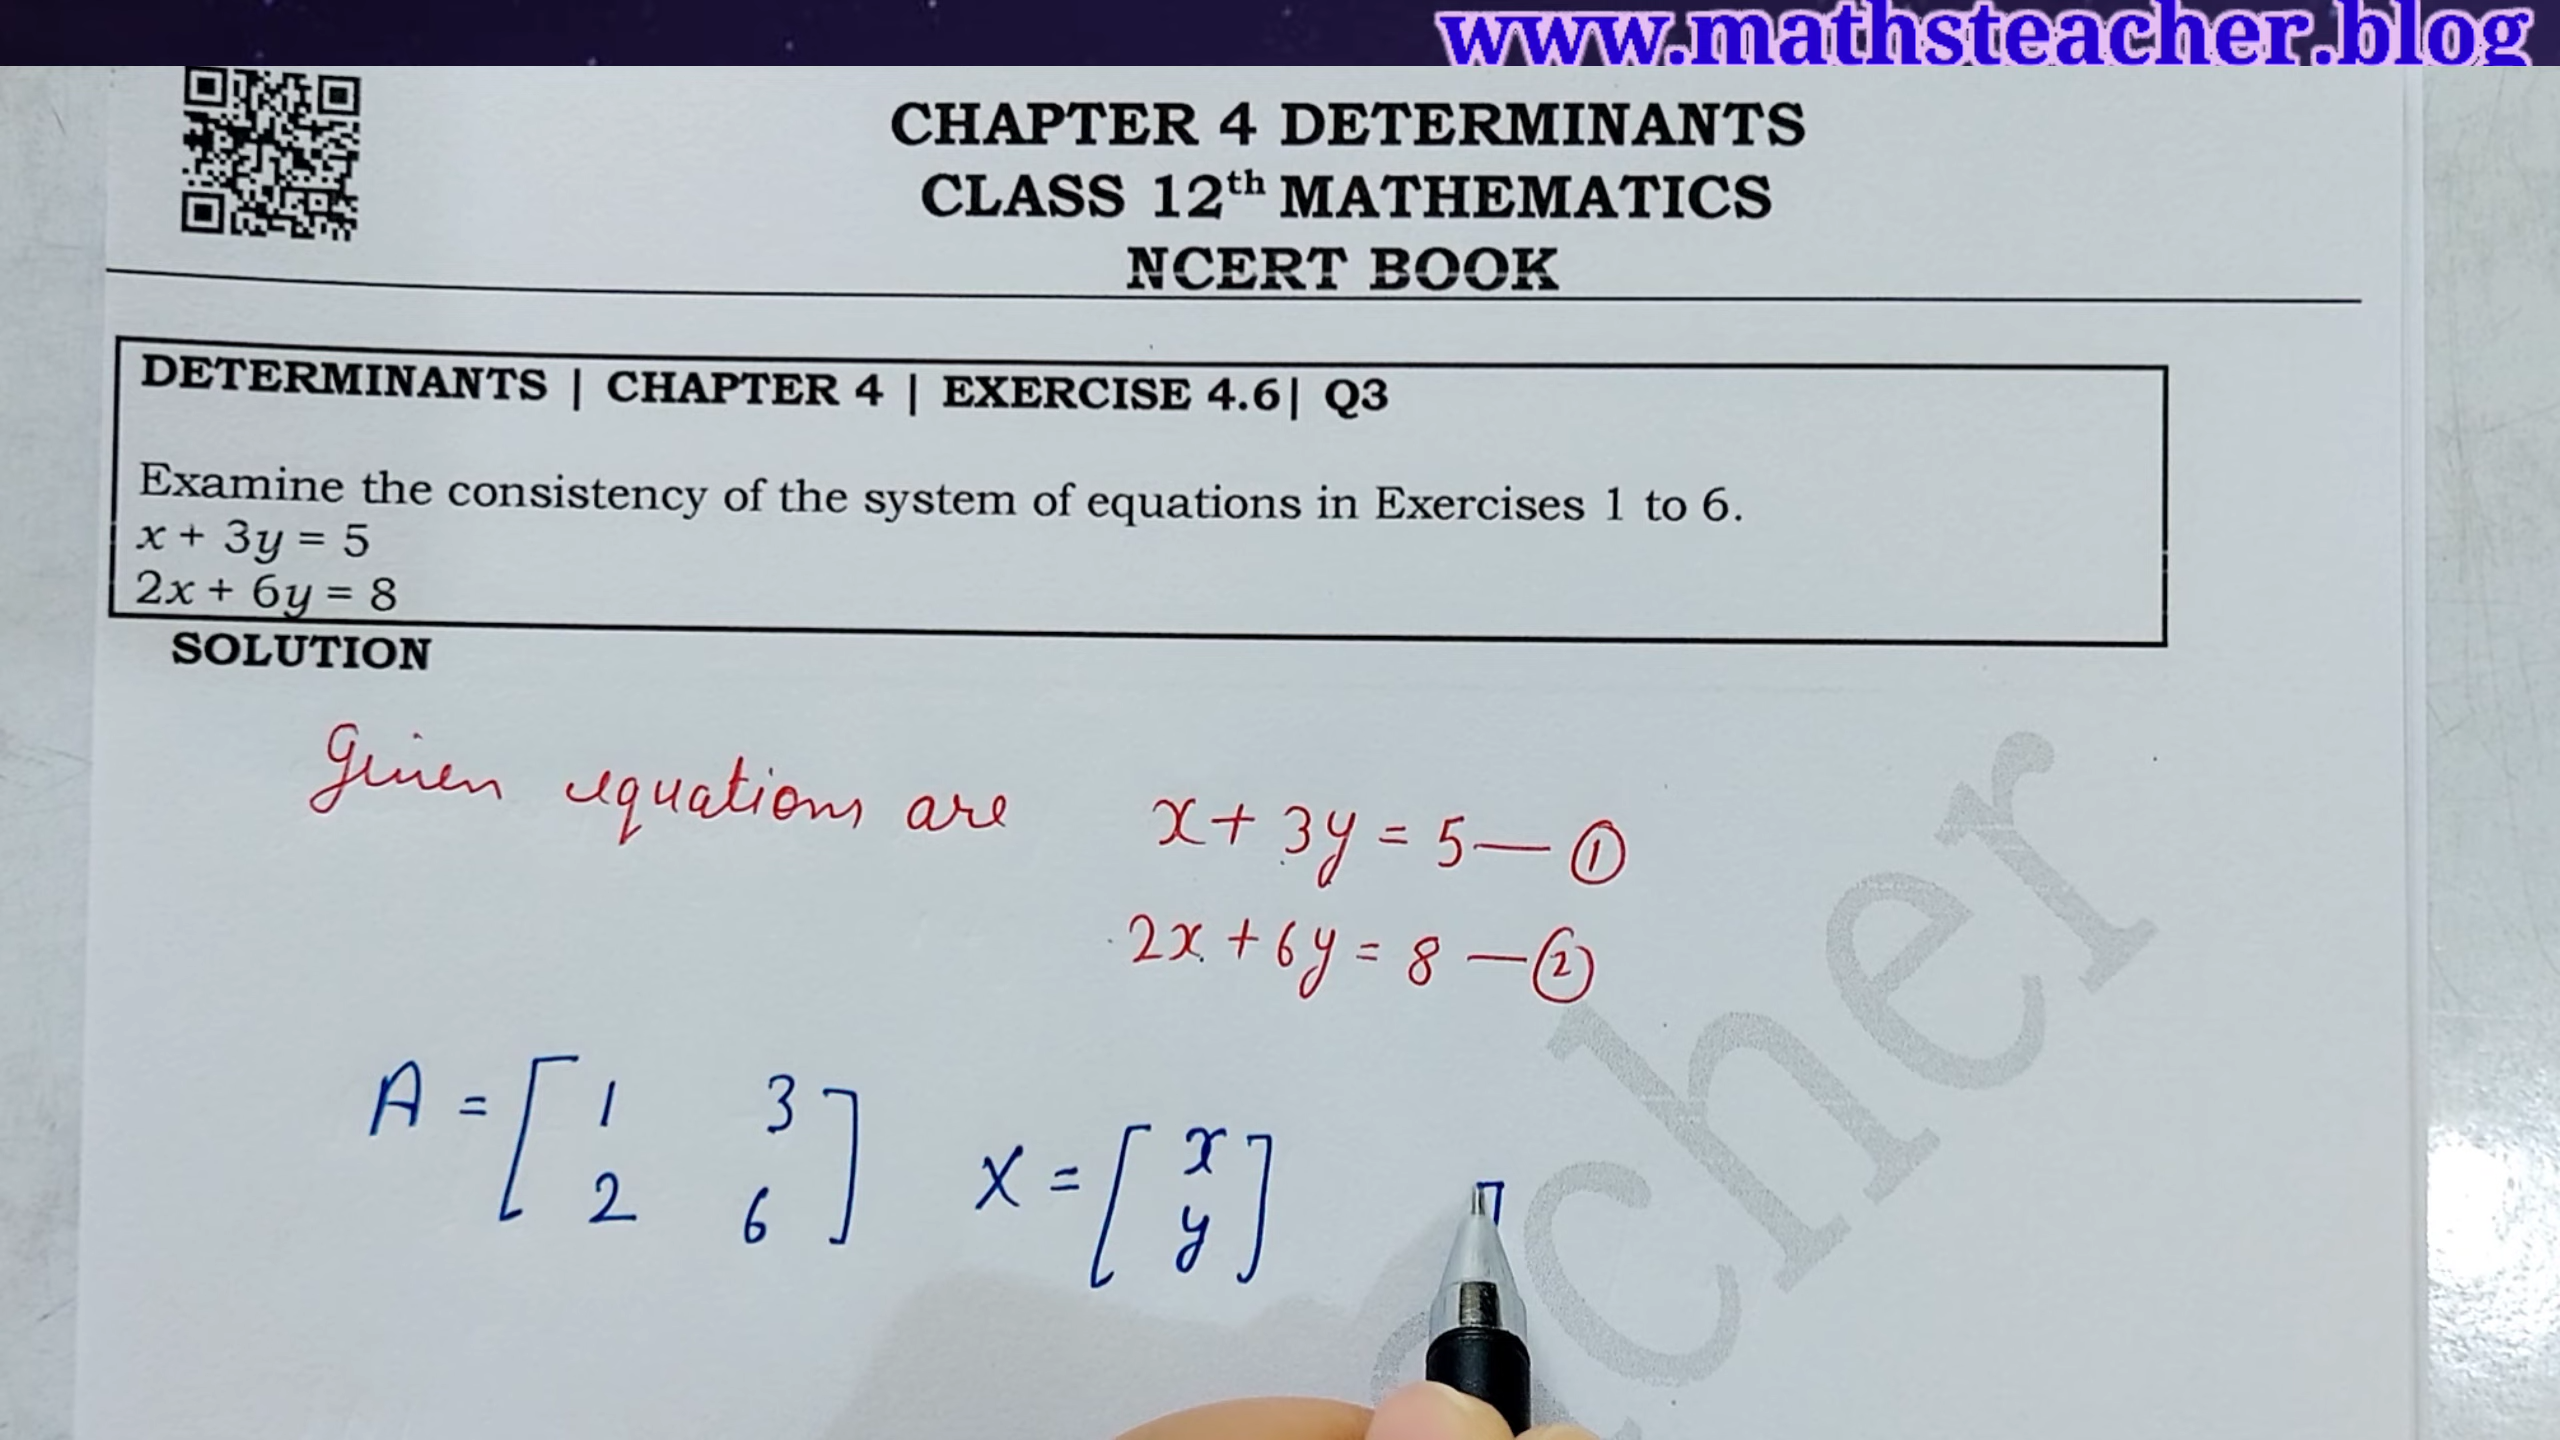 www.mathsteacher.blog
CHAPTER 4 DETERMINANTS
CLASS 12th MATHEMATICS
NCERT BOOK
DETERMINANTS | CHAPTER 4 | EXERCISE 4.6| Q3
Examine the consistency of the system of equations in Exercises 1 to 6.
x + 3y = 5
2x + 6y = 8
SOLUTION
Given equations are x + 3y = 5 — ①
2x + 6y = 8 — ②
A = [ 1 3 ] X = [ x ]
2 6 y